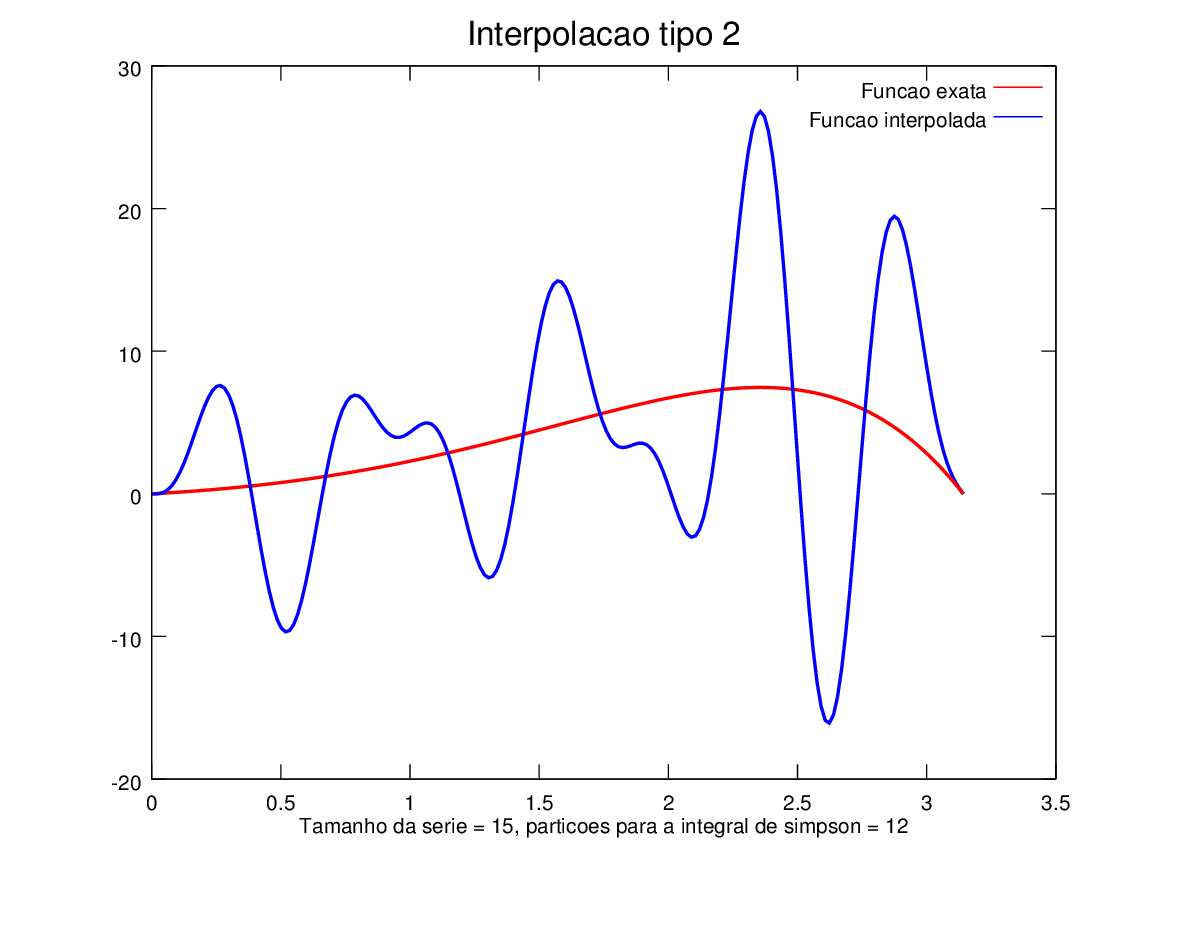 Interpolacao tipo 2
30
Funcao exata
Funcao interpolada
20
10
0
-10
-20
0 0.5 1 1.5 2 2.5 3 3.5
Tamanho da serie = 15, particoes para a integral de simpson = 12